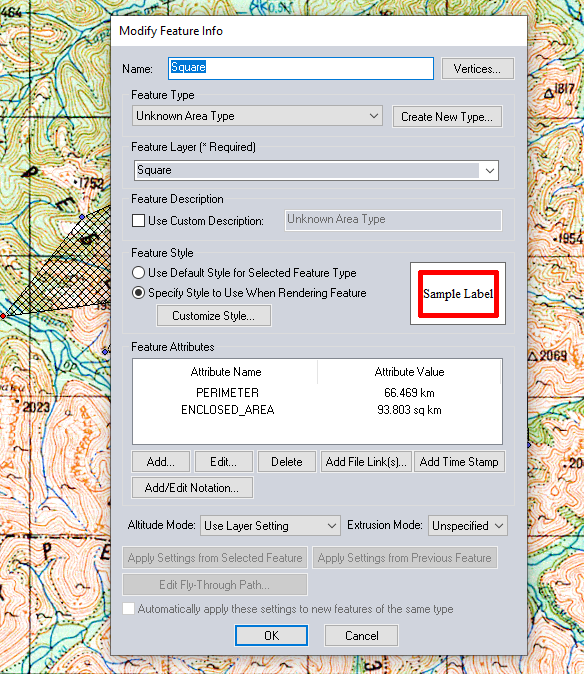 464
Modify Feature Info
Name: Square Vertices...
Feature Type
Unknown Area Type Create New Type...
Feature Layer (* Required)
Square
Feature Description
Use Custom Description: Unknown Area Type
Feature Style
Use Default Style for Selected Feature Type
Specify Style to Use When Rendering Feature
Sample Label
Customize Style...
Feature Attributes
Attribute Name Attribute Value
PERIMETER 66.469 km
ENCLOSED_AREA 93.803 sq km
Add... Edit... Delete Add File Link(s)... Add Time Stamp
Add/Edit Notation...
Altitude Mode: Use Layer Setting Extrusion Mode: Unspecified
Apply Settings from Selected Feature Apply Settings from Previous Feature
Edit Fly-Through Path...
Automatically apply these settings to new features of the same type
OK Cancel
1817
1752
1954
2069
2023
Р Е